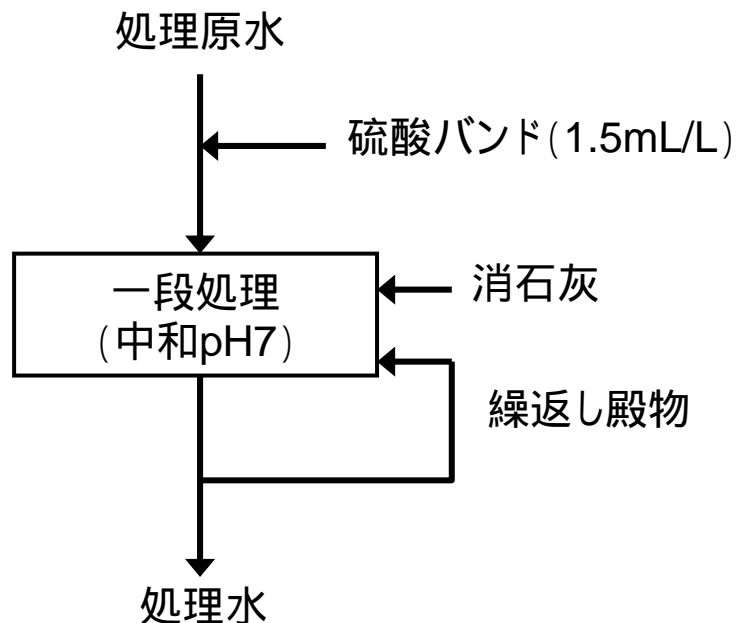 処理原水
硫酸バンド(1.5mL/L)
一段処理
(中和pH7)
消石灰
繰返し殿物
処理水